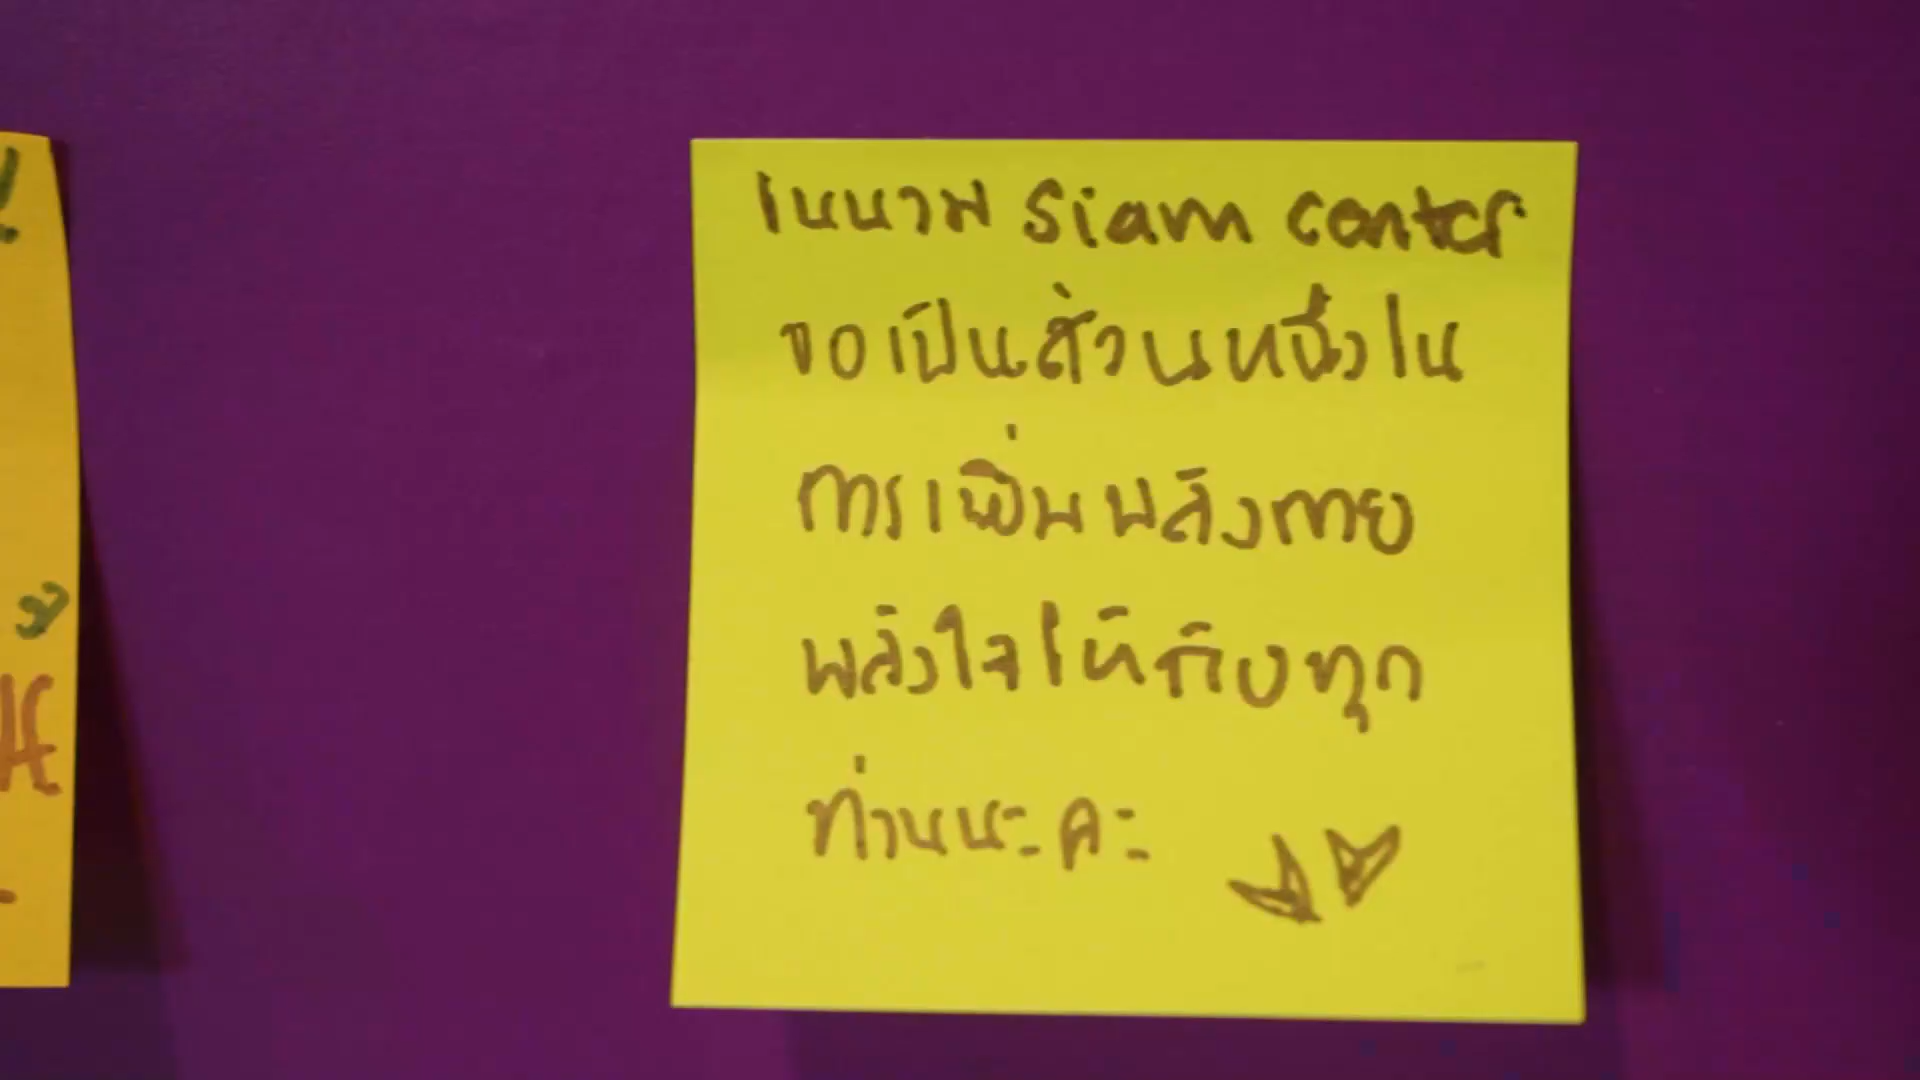 ในนาม Siam center
ขอเป็นส้วนหนึ่งใน
การเพิ่มพลังกาย
พลังใจให้กับทุก
ท่านนะคะ